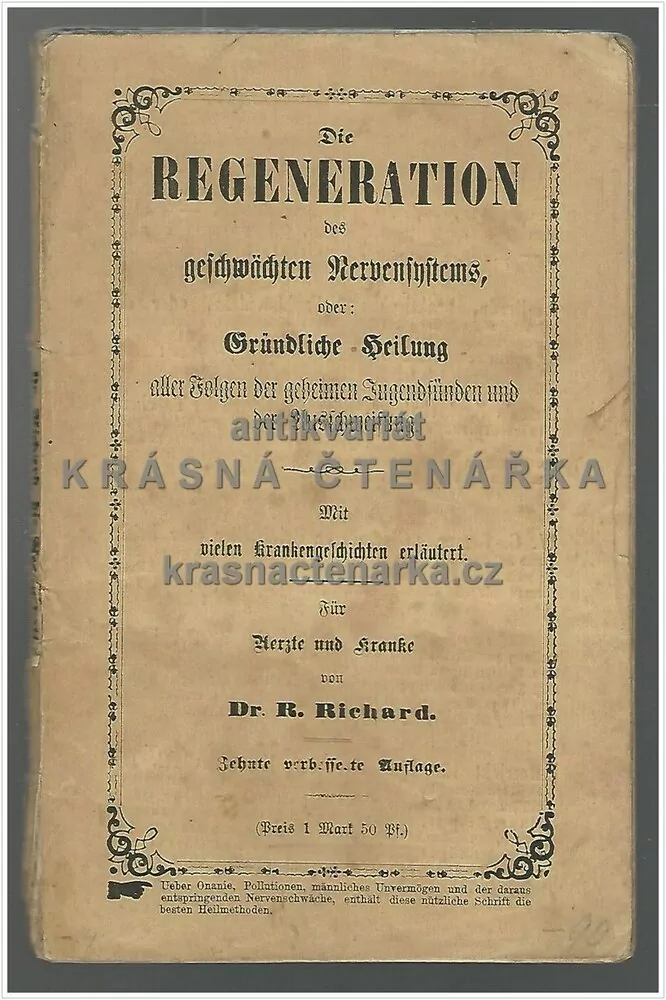 Die
REGENERATION
des
geschwächten Nervensystems,
oder:
Gründliche Heilung
aller Folgen der geheimen Jugendsünden und
der Ausschweifung.
antikvariát
KRÁSNÁ ČTENÁŘKA
Mit
vielen Krankengeschichten erläutert.
krasnactenarka.cz
Für
Aerzte und Kranke
von
Dr. R. Richard.
Zehnte verbesserte Auflage.
(Preis 1 Mark 50 Pf.)
Ueber Onanie, Pollutionen, männliches Unvermögen und der daraus
entspringenden Nervenschwäche, enthält diese nützliche Schrift die
besten Heilmethoden.